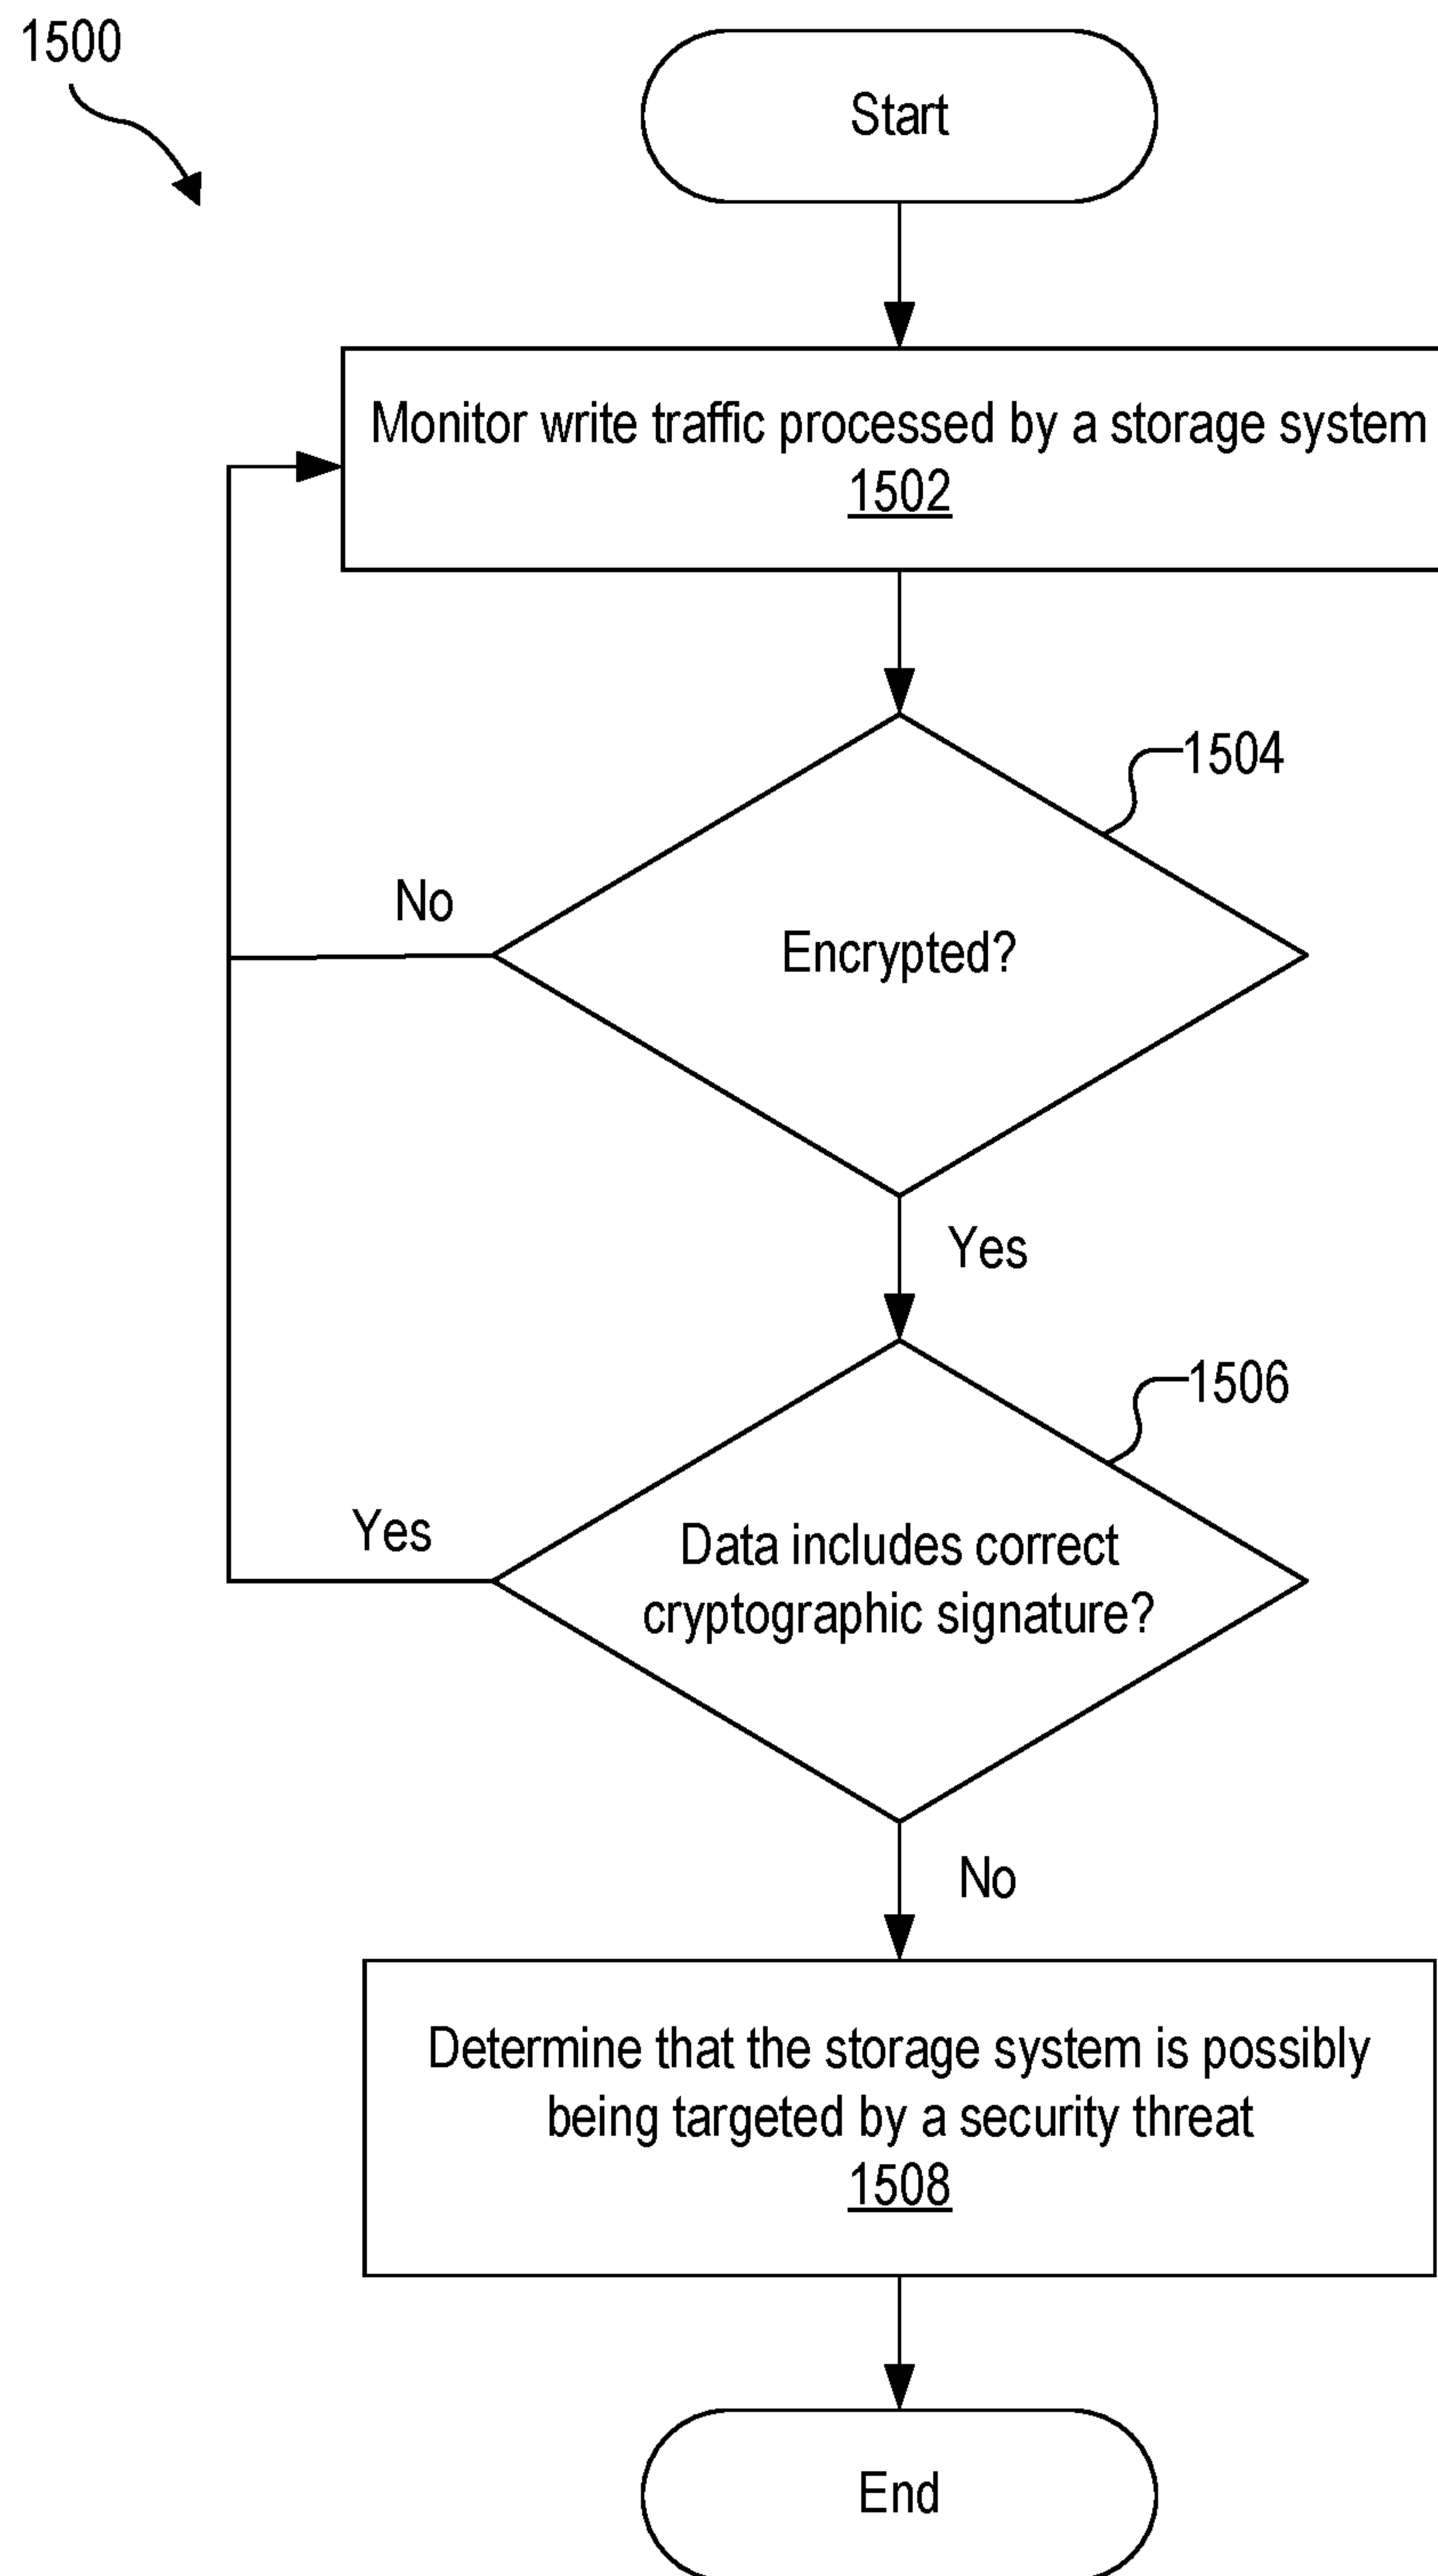 1500
Start
Monitor write traffic processed by a storage system
1502
1504
No
Encrypted?
Yes
1506
Yes
Data includes correct
cryptographic signature?
No
Determine that the storage system is possibly
being targeted by a security threat
1508
End